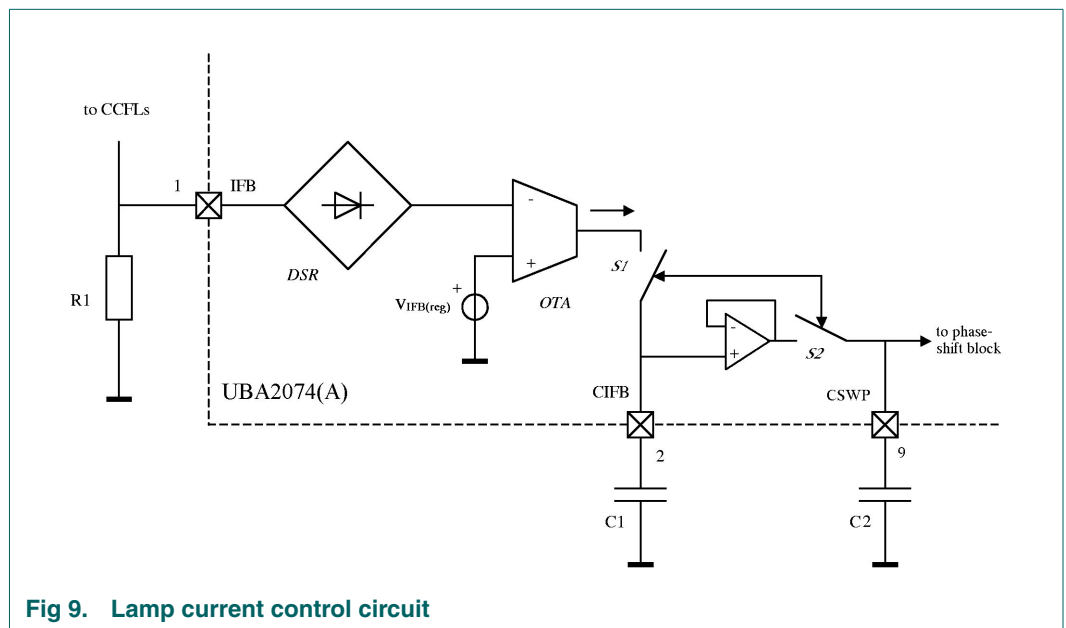 to CCFLs
1
IFB
R1
DSR
-
+
+
VIFB(reg)
OTA
S1
-
+
S2
to phase-
shift block
UBA2074(A)
CIFB
CSWP
2
9
C1
C2
Fig 9. Lamp current control circuit